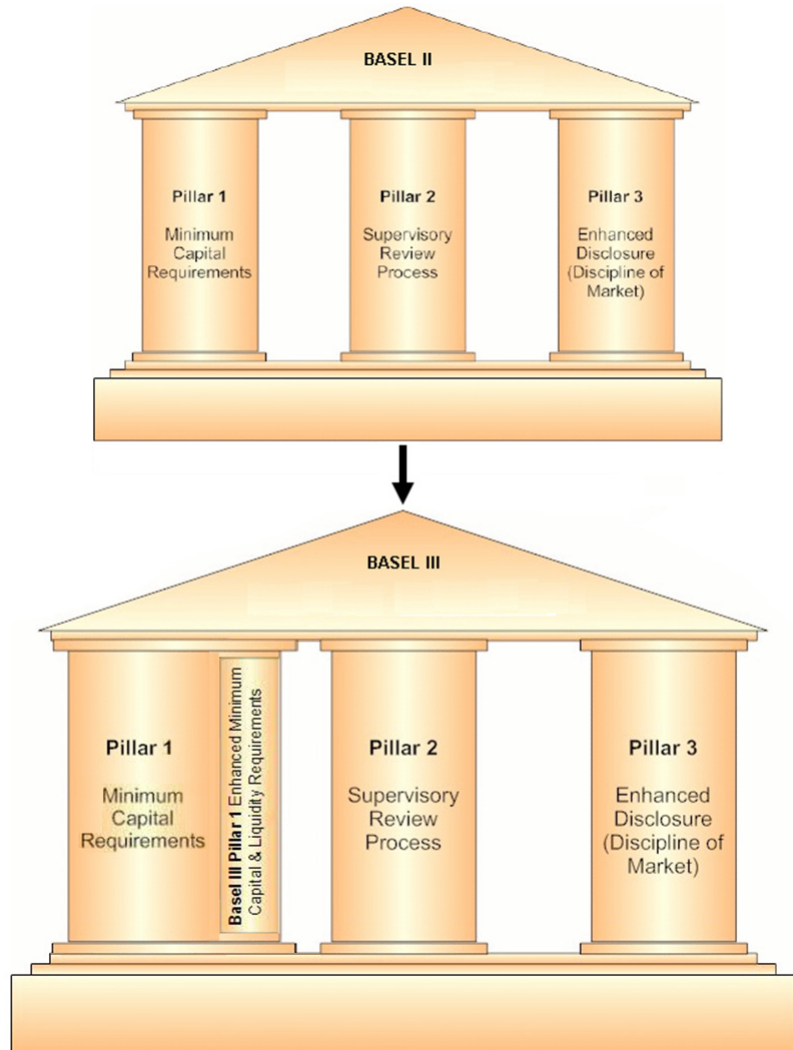 BASEL II
Pillar 1
Minimum
Capital
Requirements
Pillar 2
Supervisory
Review
Process
Pillar 3
Enhanced
Disclosure
(Discipline of
Market)
BASEL III
Pillar 1
Minimum
Capital
Requirements
Basel III Pillar 1 Enhanced Minimum
Capital & Liquidity Requirements
Pillar 2
Supervisory
Review
Process
Pillar 3
Enhanced
Disclosure
(Discipline of
Market)